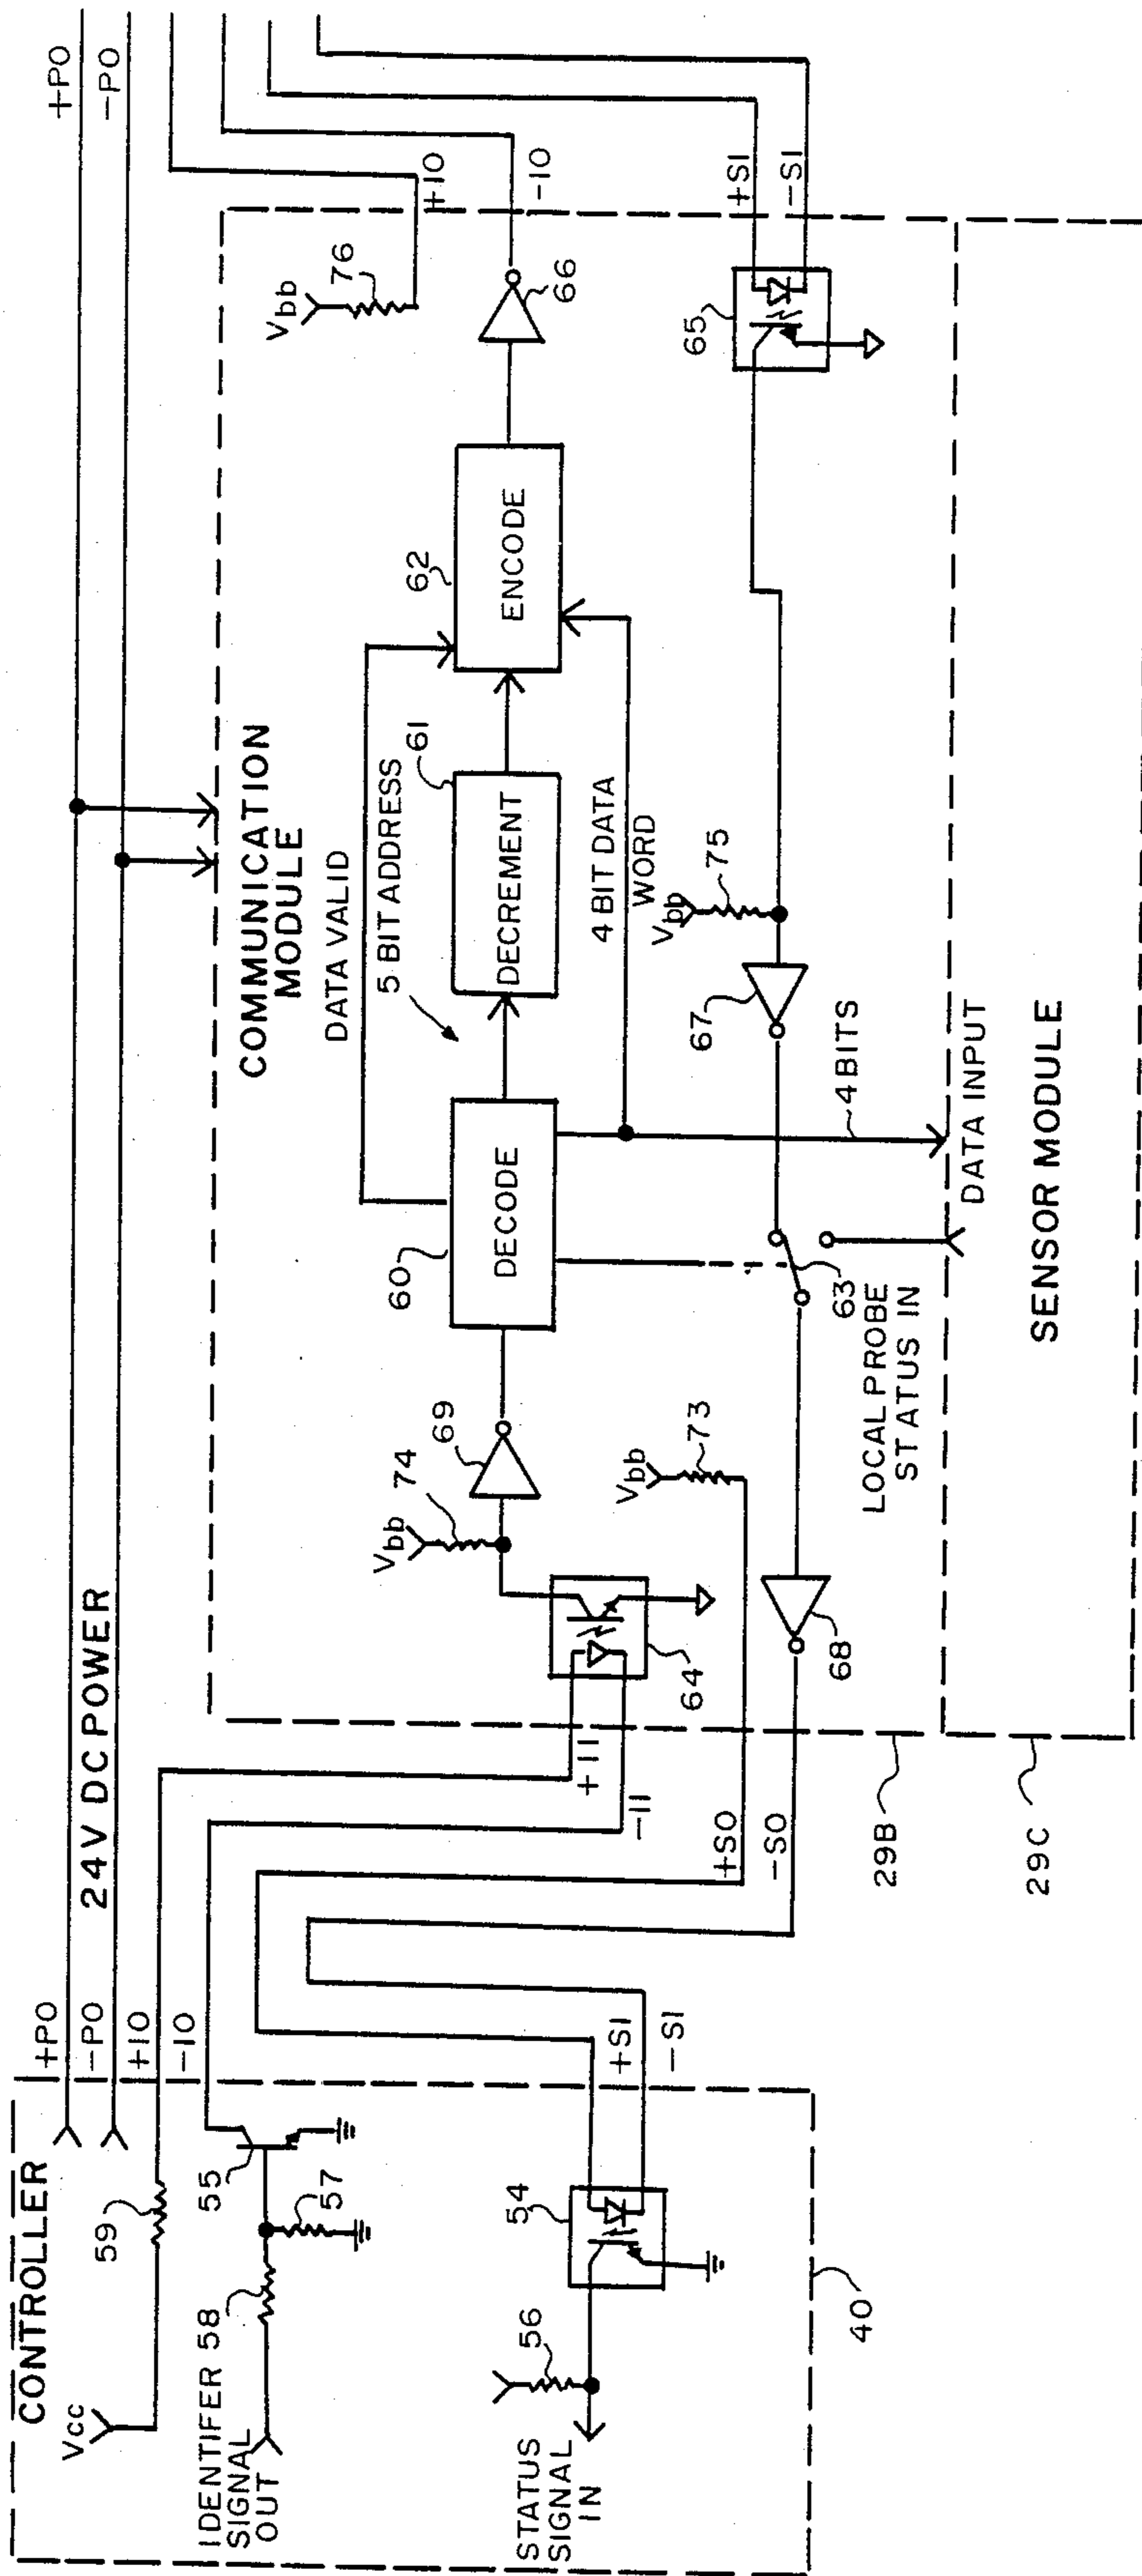 CONTROLLER
Vcc
59
+PO
-PO
+IO
-IO
24V DC POWER
+PO
-PO
IDENTIFER
SIGNAL
OUT
58
55
57
STATUS
SIGNAL
IN
56
54
+SI
-SI
40
+II
-II
+SO
-SO
29B
29C
COMMUNICATION
MODULE
Vbb
74
69
64
Vbb
73
68
60
DECODE
DATA VALID
5 BIT ADDRESS
61
DECREMENT
4 BIT DATA
WORD
62
ENCODE
66
Vbb
76
+IO
-IO
65
+SI
-SI
Vbb
75
67
63
LOCAL PROBE
STATUS IN
4 BITS
DATA INPUT
SENSOR MODULE